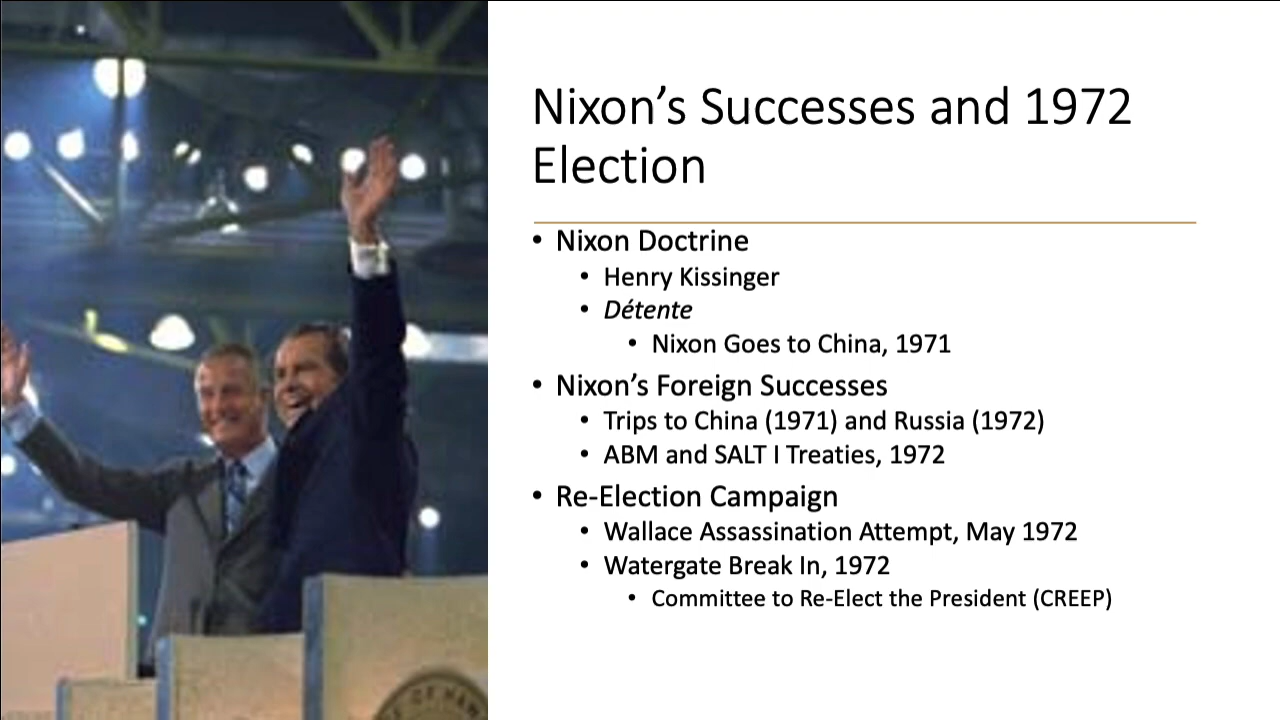 Nixon’s Successes and 1972
Election
• Nixon Doctrine
• Henry Kissinger
• Détente
• Nixon Goes to China, 1971
• Nixon’s Foreign Successes
• Trips to China (1971) and Russia (1972)
• ABM and SALT I Treaties, 1972
• Re-Election Campaign
• Wallace Assassination Attempt, May 1972
• Watergate Break In, 1972
• Committee to Re-Elect the President (CREEP)